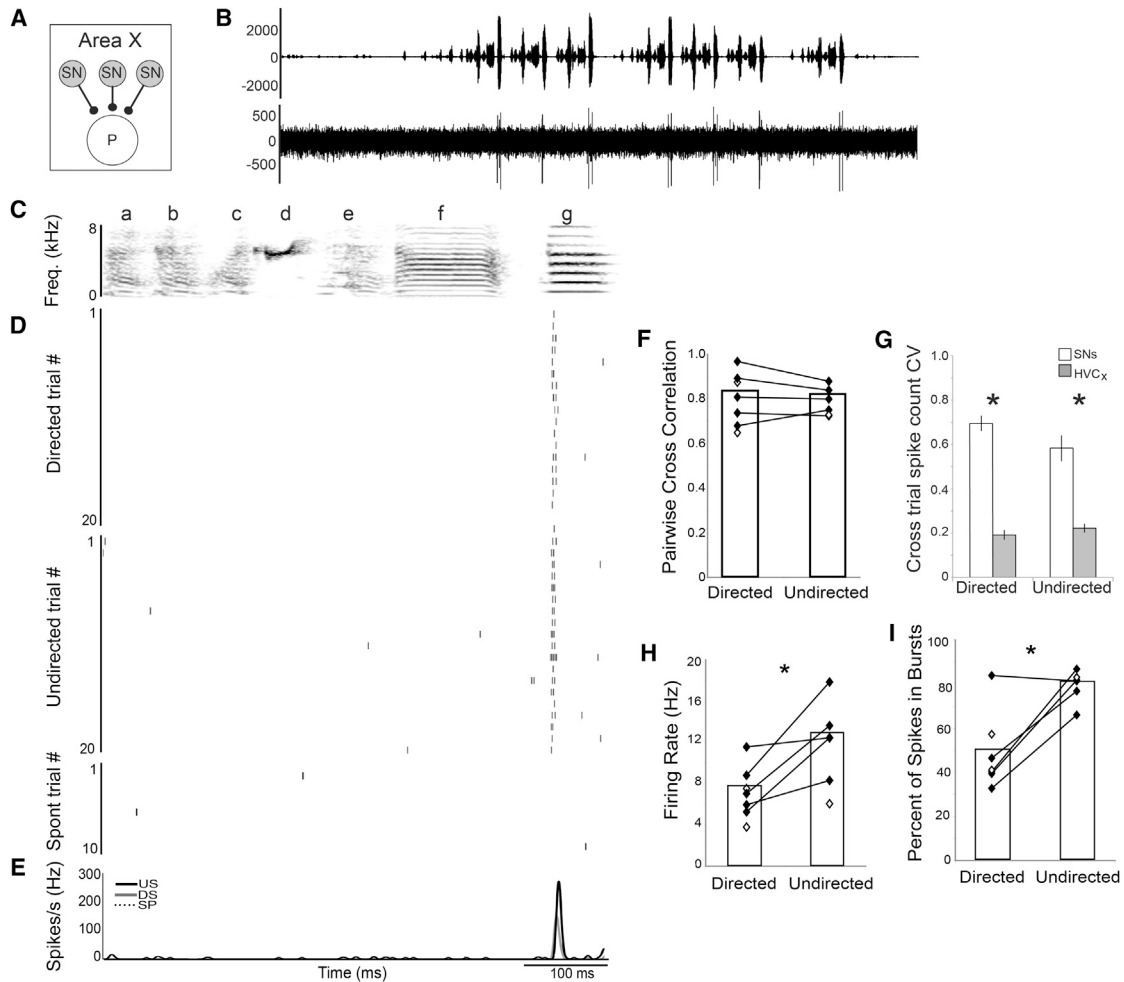 A
Area X
SN SN SN
P
B
2000
0
-2000
500
0
-500
C
a b c d e f g
Freq. (kHz)
8
0
D
Directed trial #
1
20
Undirected trial #
1
20
Spont trial #
1
10
E
Spikes/s (Hz)
300
200
100
0
US
DS
SP
Time (ms)
100 ms
F
Pairwise Cross Correlation
1.0
0.8
0.6
0.4
0.2
0
Directed Undirected
G
Cross trial spike count CV
1.0
0.8
0.6
0.4
0.2
0
SNs
HVCX
* *
Directed Undirected
H
Firing Rate (Hz)
20
16
12
8
4
0
*
Directed Undirected
I
Percent of Spikes in Bursts
100
80
60
40
20
0
*
Directed Undirected